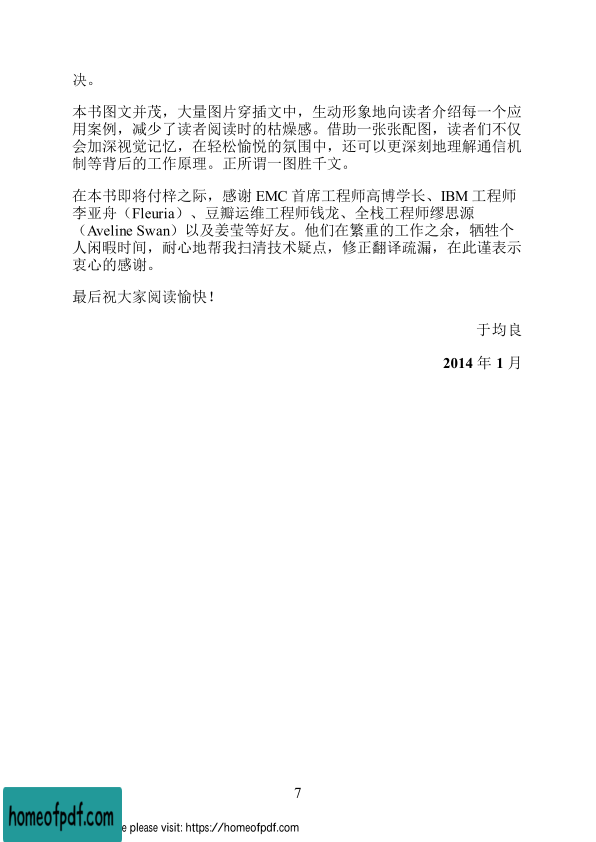 决。
本书图文并茂，大量图片穿插文中，生动形象地向读者介绍每一个应
用案例，减少了读者阅读时的枯燥感。借助一张张配图，读者们不仅
会加深视觉记忆，在轻松愉悦的氛围中，还可以更深刻地理解通信机
制等背后的工作原理。正所谓一图胜千文。
在本书即将付梓之际，感谢 EMC 首席工程师高博学长、IBM 工程师
李亚舟（Fleuria）、豆瓣运维工程师钱龙、全栈工程师缪思源
（Aveline Swan）以及姜莹等好友。他们在繁重的工作之余，牺牲个
人闲暇时间，耐心地帮我扫清技术疑点，修正翻译疏漏，在此谨表示
衷心的感谢。
最后祝大家阅读愉快！
于均良
2014 年 1 月
7
homeofpdf.com
e please visit: https://homeofpdf.com